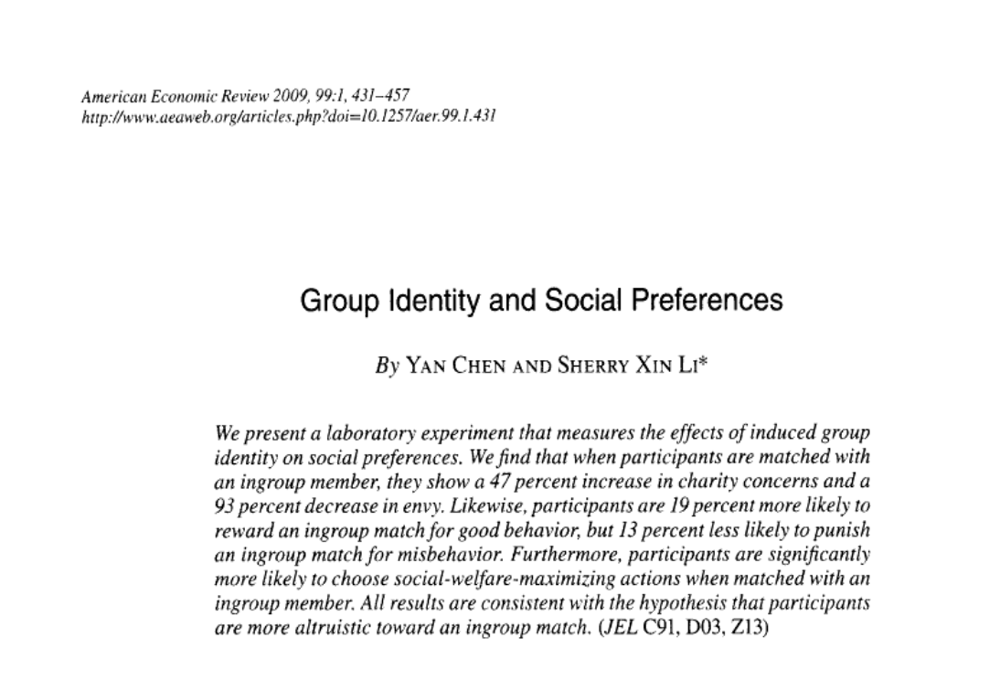 American Economic Review 2009, 99:1, 431–457
http://www.aeaweb.org/articles.php?doi=10.1257/aer.99.1.431
Group Identity and Social Preferences
By Yan Chen and Sherry Xin Li*
We present a laboratory experiment that measures the effects of induced group
identity on social preferences. We find that when participants are matched with
an ingroup member, they show a 47 percent increase in charity concerns and a
93 percent decrease in envy. Likewise, participants are 19 percent more likely to
reward an ingroup match for good behavior, but 13 percent less likely to punish
an ingroup match for misbehavior. Furthermore, participants are significantly
more likely to choose social-welfare-maximizing actions when matched with an
ingroup member. All results are consistent with the hypothesis that participants
are more altruistic toward an ingroup match. (JEL C91, D03, Z13)